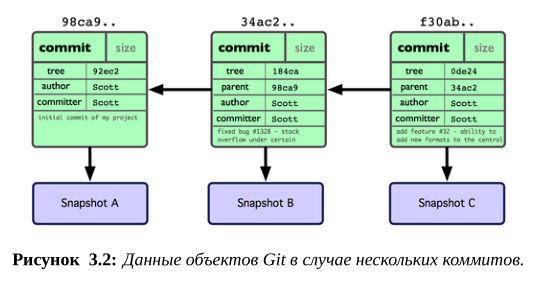 98ca9..
34ac2..
f30ab..
commit size
tree 92ec2
author Scott
committer Scott
initial commit of my project
commit size
tree 184ca
parent 98ca9
author Scott
committer Scott
fixed bug #1328 - stack
overflow under certain
commit size
tree 0de24
parent 34ac2
author Scott
committer Scott
add feature #32 - ability to
add new formats to the central
Snapshot A
Snapshot B
Snapshot C
Рисунок 3.2: Данные объектов Git в случае нескольких коммитов.